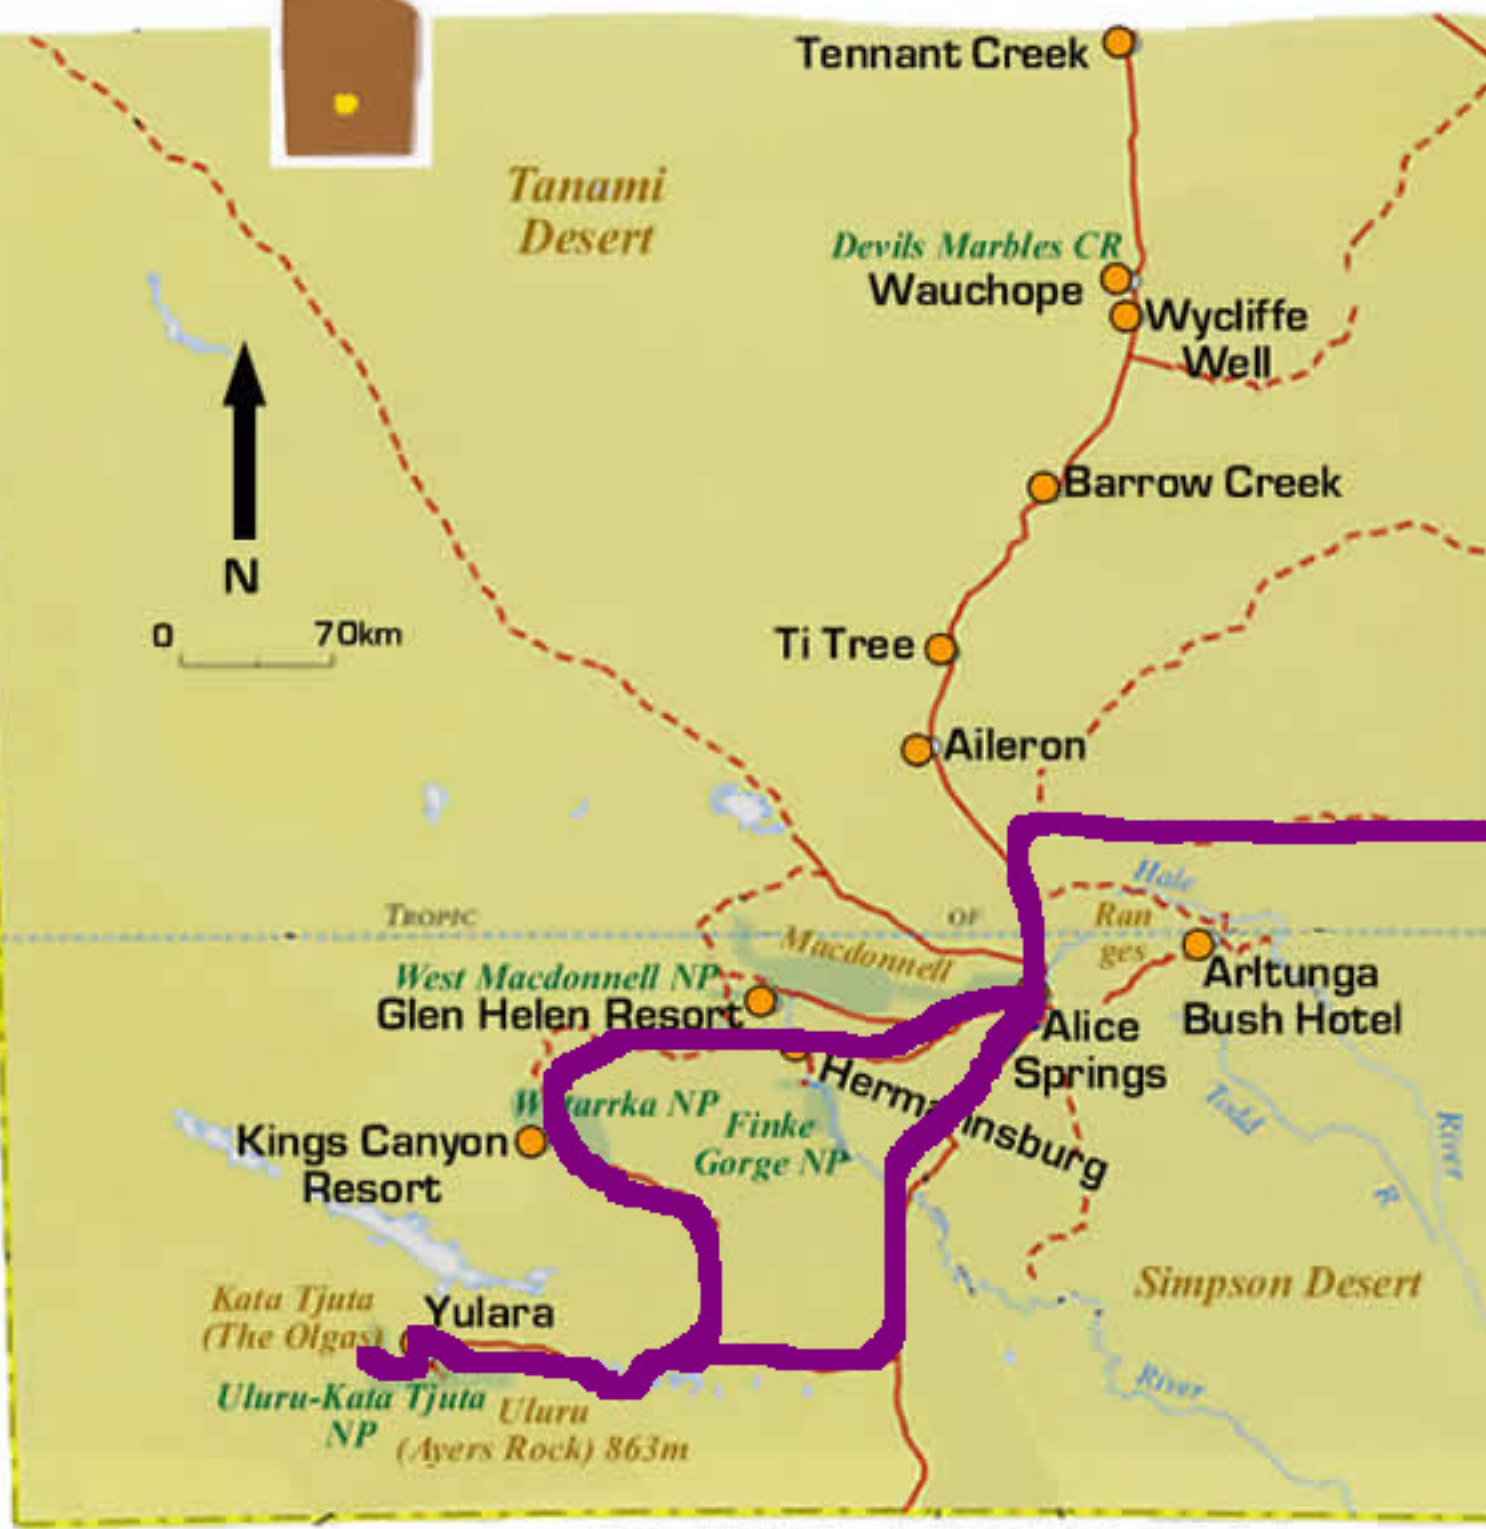 Tennant Creek
Tanami
Desert
Devils Marbles CR
Wauchope
Wycliffe
Well
Barrow Creek
N
0 70km
Ti Tree
Aileron
Hale
TROPIC OF
Ran
ges
Macdonnell
West Macdonnell NP
Glen Helen Resort
Arltunga
Bush Hotel
Alice
Springs
Hermannsburg
Watarrka NP
Finke
Gorge NP
Todd
R
River
Kings Canyon
Resort
Simpson Desert
Kata Tjuta
(The Olgas)
Yulara
River
Uluru-Kata Tjuta
NP
Uluru
(Ayers Rock) 863m